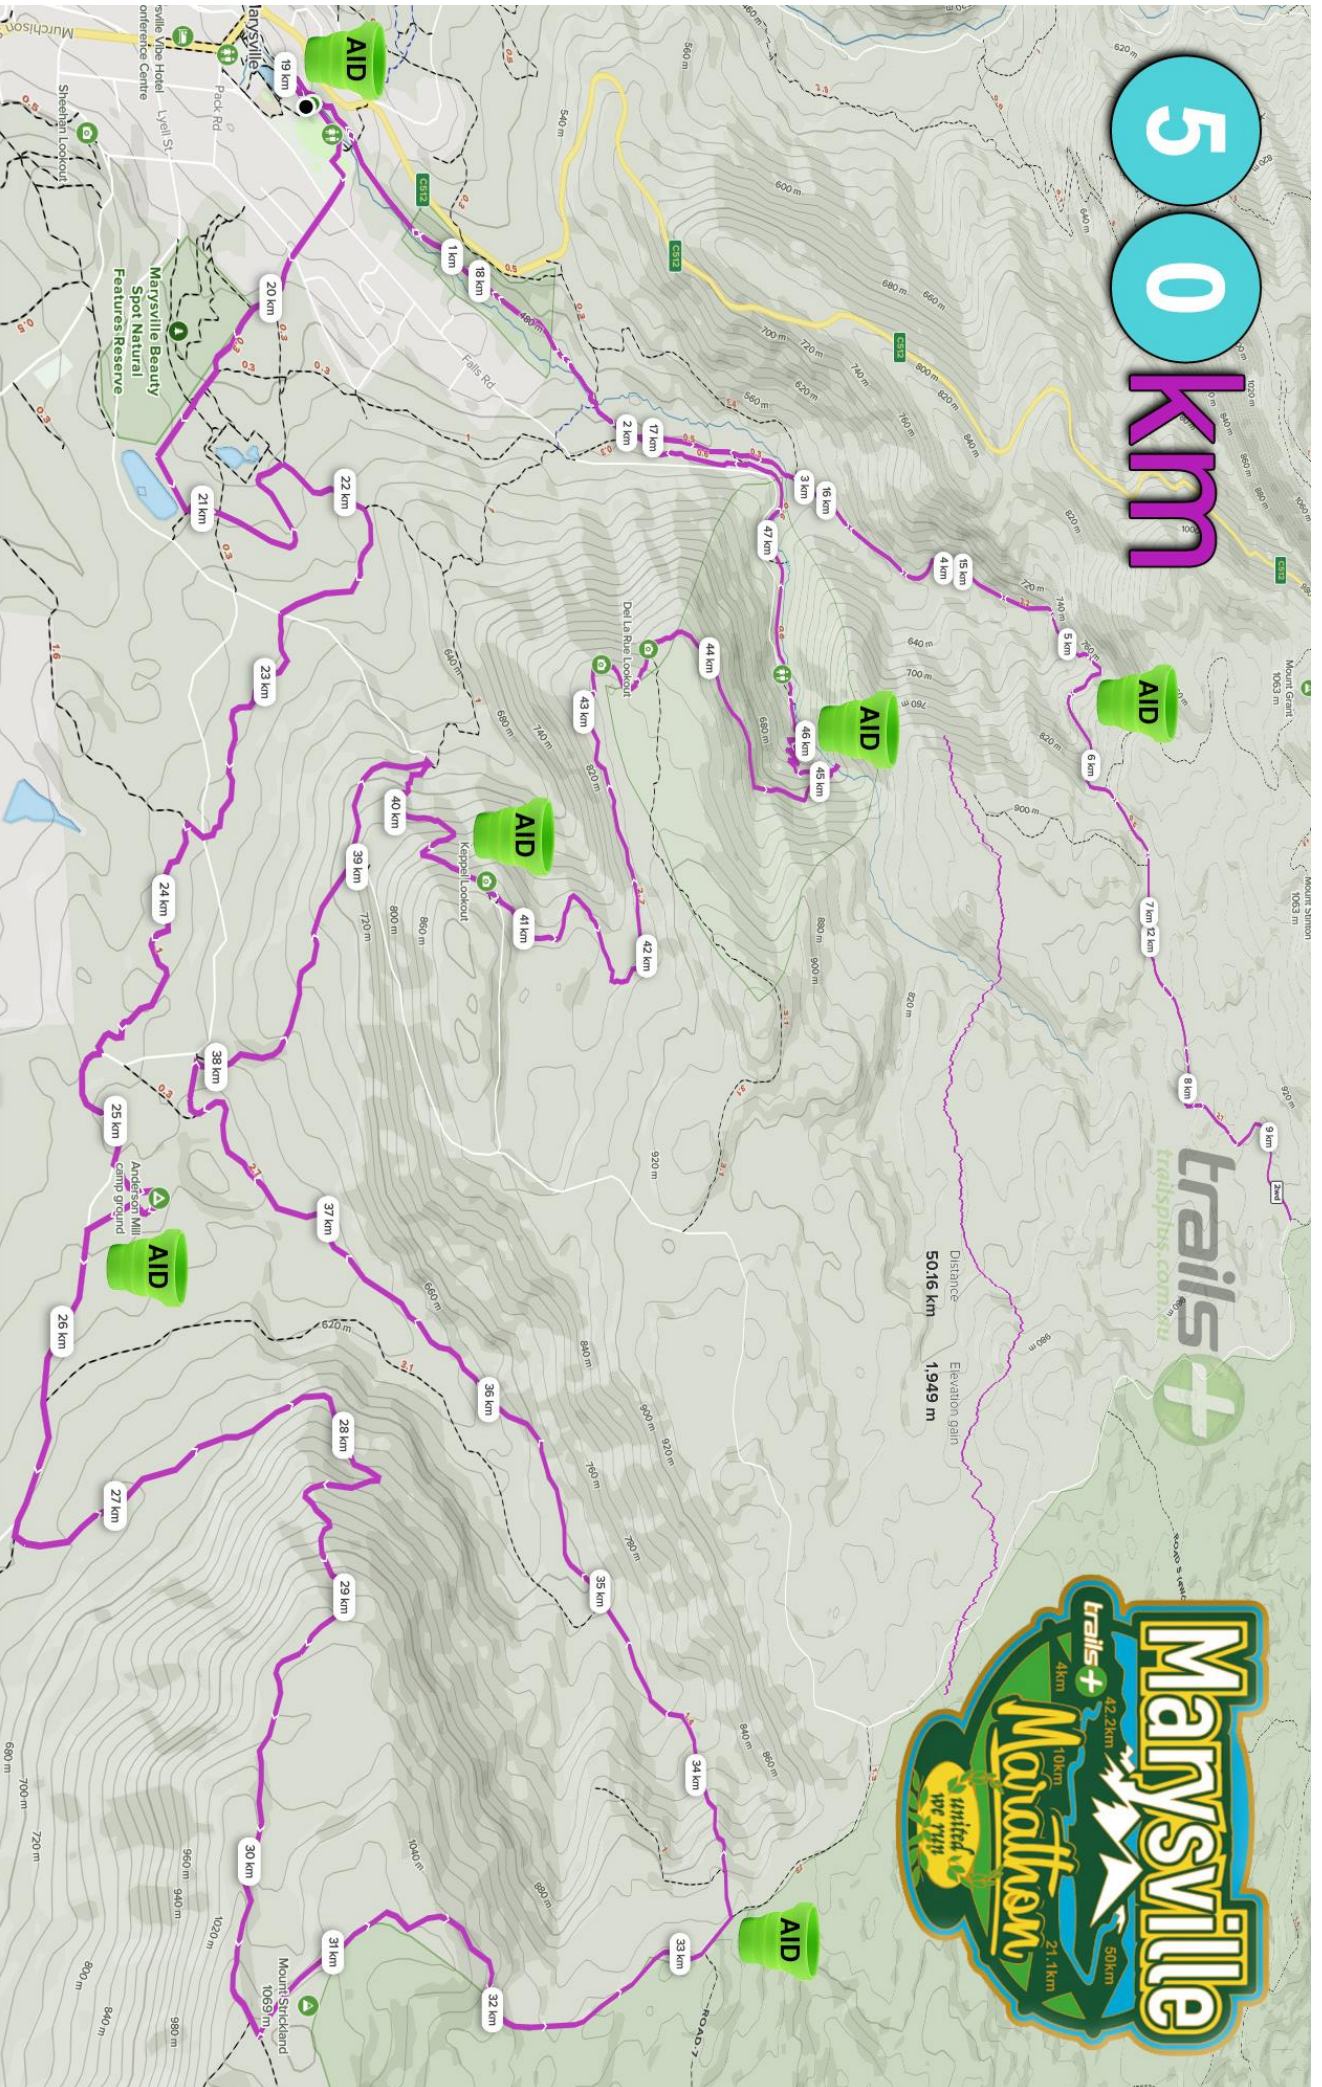 50km
AID
AID
AID
AID
AID
AID
Marysville
Marathon
trails+
4km
10km
21.1km
42.2km
50km
united
we run
trails+
trailsplus.com.au
Distance
50.16 km
Elevation gain
1,949 m
1 km
2 km
3 km
4 km
5 km
6 km
7 km
8 km
9 km
12 km
15 km
16 km
17 km
18 km
19 km
20 km
21 km
22 km
23 km
24 km
25 km
26 km
27 km
28 km
29 km
30 km
31 km
32 km
33 km
34 km
35 km
36 km
37 km
38 km
39 km
40 km
41 km
42 km
43 km
44 km
45 km
46 km
47 km
2wd
C512
C512
C512
C512
Murchison
Pack Rd
Lyell St
Falls Rd
Sheehan Lookout
Marysville Beauty
Spot Natural
Features Reserve
Del La Rue Lookout
Keppel Lookout
Anderson Mill
camp ground
Mount Strickland
1069 m
Mount Grant
1063 m
ROAD 7